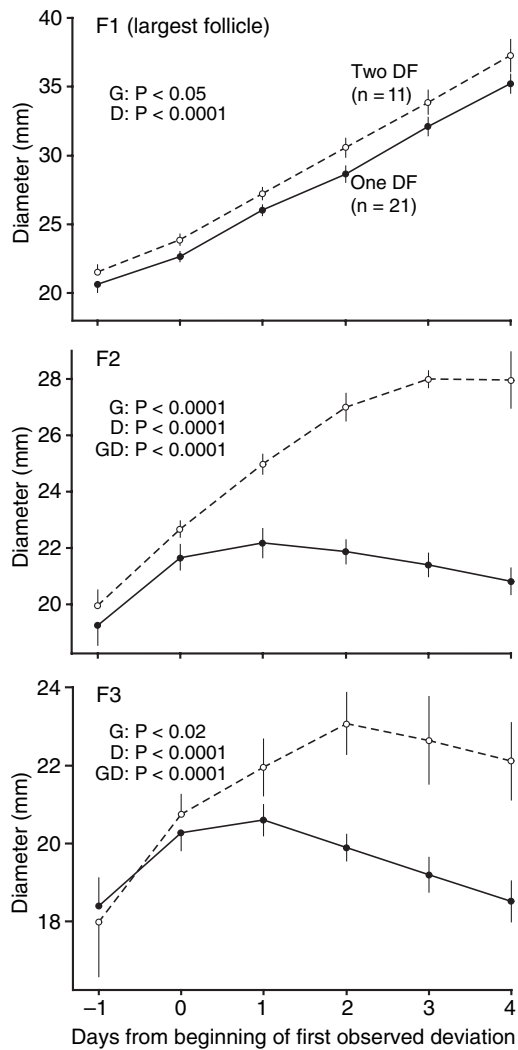 F1 (largest follicle)
G: P < 0.05
D: P < 0.0001
Two DF
(n = 11)
One DF
(n = 21)
Diameter (mm)
40
35
30
25
20
F2
G: P < 0.0001
D: P < 0.0001
GD: P < 0.0001
Diameter (mm)
28
26
24
22
20
F3
G: P < 0.02
D: P < 0.0001
GD: P < 0.0001
Diameter (mm)
24
22
20
18
–1 0 1 2 3 4
Days from beginning of first observed deviation